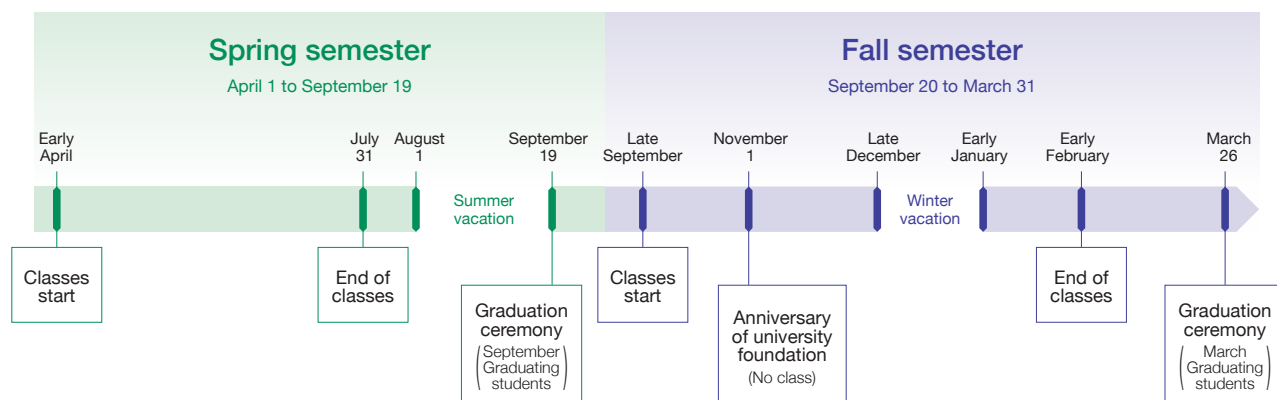 Spring semester
April 1 to September 19
Fall semester
September 20 to March 31
Early
April
July
31
August
1
September
19
Late
September
November
1
Late
December
Early
January
Early
February
March
26
Summer
vacation
Winter
vacation
Classes
start
End of
classes
Graduation
ceremony
(September
Graduating
students)
Classes
start
Anniversary
of university
foundation
(No class)
End of
classes
Graduation
ceremony
(March
Graduating
students)